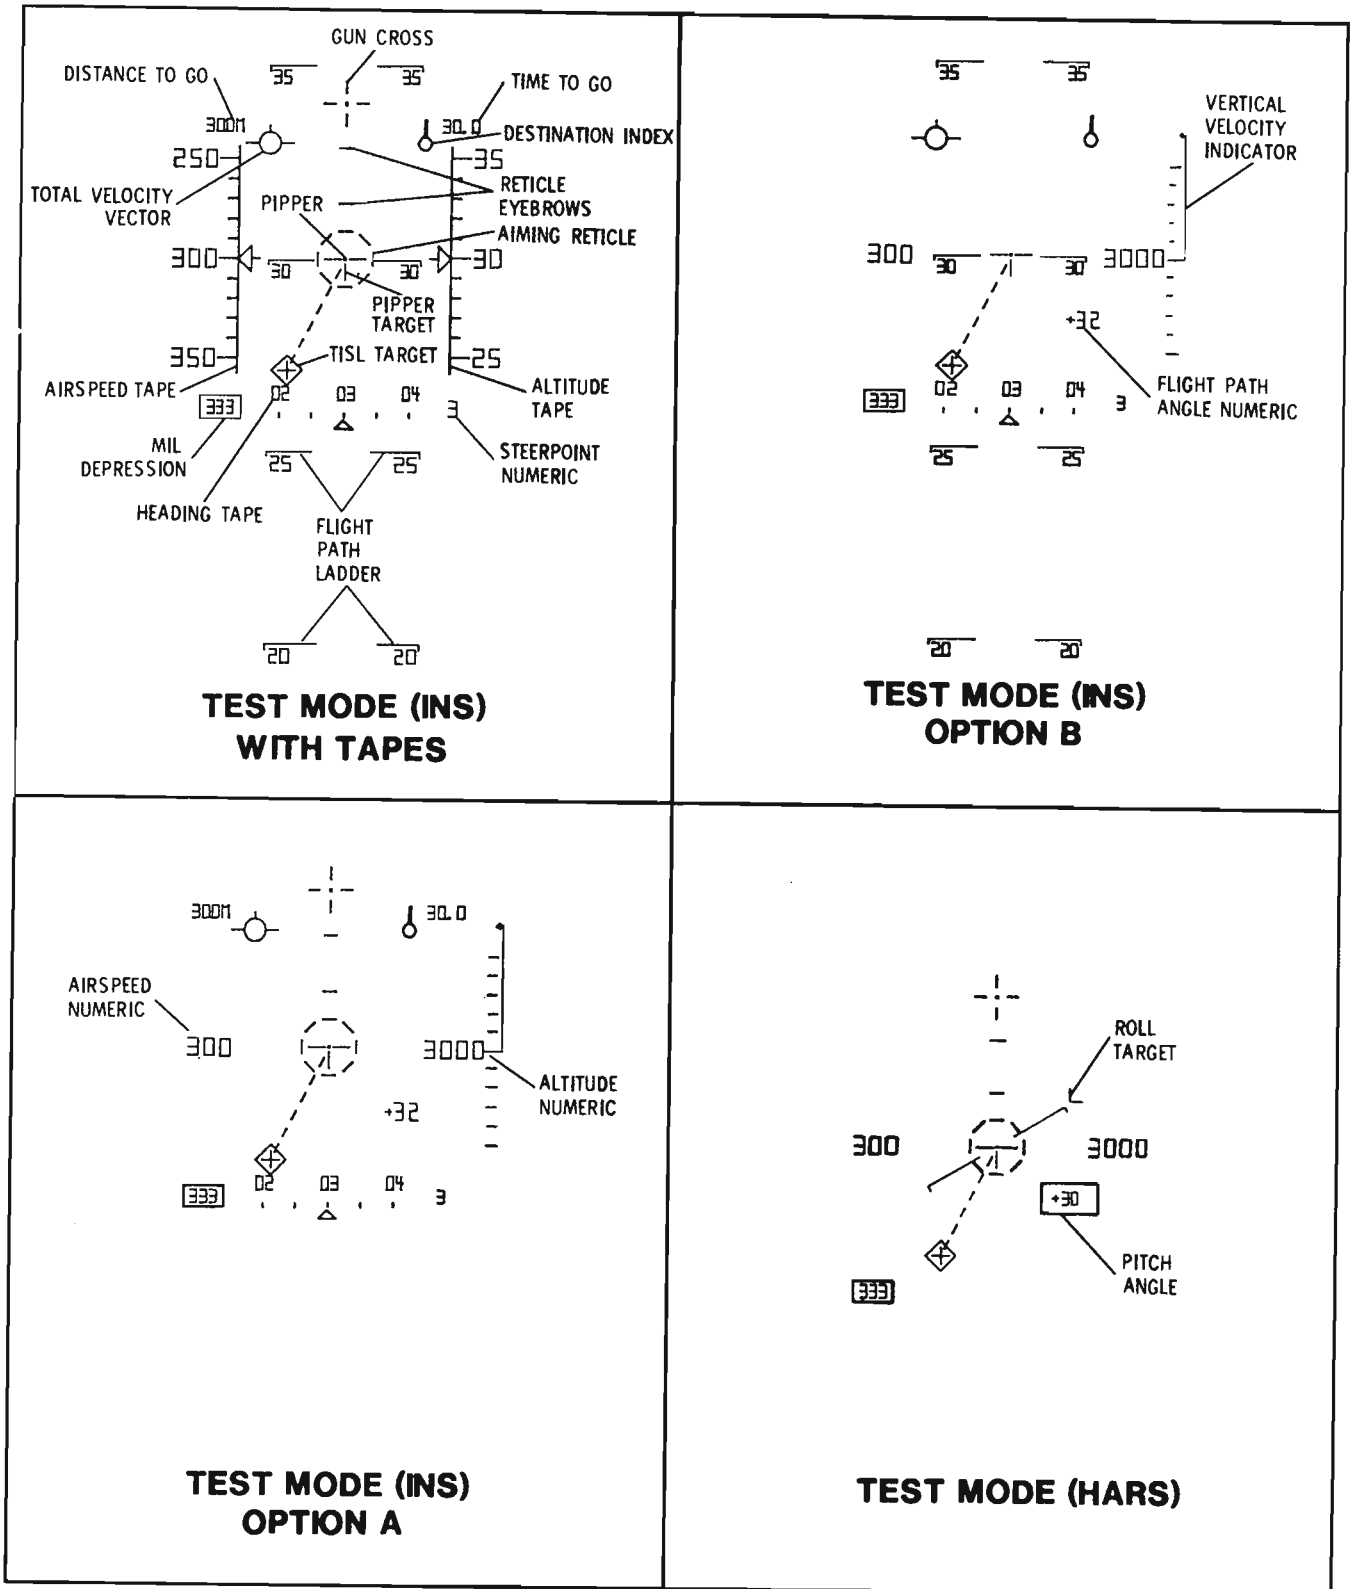 GUN CROSS
35 35
DISTANCE TO GO
TIME TO GO
300M
30.0
DESTINATION INDEX
250
35
TOTAL VELOCITY
VECTOR
PIPPER
RETICLE
EYEBROWS
AIMING RETICLE
300
30 30
30
PIPPER
TARGET
350
TISL TARGET
25
AIRSPEED TAPE
02 03 04
ALTITUDE
TAPE
333
3
MIL
DEPRESSION
STEERPOINT
NUMERIC
25 25
HEADING TAPE
FLIGHT
PATH
LADDER
20 20
TEST MODE (INS)
WITH TAPES
35 35
VERTICAL
VELOCITY
INDICATOR
300
30 30
3000
+32
FLIGHT PATH
ANGLE NUMERIC
02 03 04
333
3
25 25
20 20
TEST MODE (INS)
OPTION B
300M
30.0
AIRSPEED
NUMERIC
300
3000
ALTITUDE
NUMERIC
+32
02 03 04
333
3
TEST MODE (INS)
OPTION A
ROLL
TARGET
300
3000
+30
PITCH
ANGLE
333
TEST MODE (HARS)